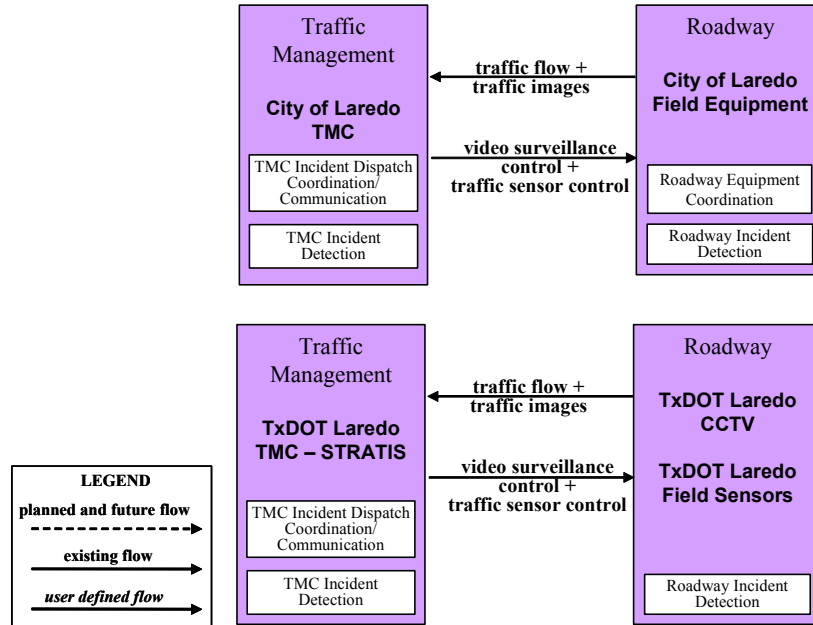 Traffic
Management
City of Laredo
TMC
TMC Incident Dispatch
Coordination/
Communication
TMC Incident
Detection
traffic flow +
traffic images
video surveillance
control +
traffic sensor control
Roadway
City of Laredo
Field Equipment
Roadway Equipment
Coordination
Roadway Incident
Detection
Traffic
Management
TxDOT Laredo
TMC – STRATIS
TMC Incident Dispatch
Coordination/
Communication
TMC Incident
Detection
traffic flow +
traffic images
video surveillance
control +
traffic sensor control
Roadway
TxDOT Laredo
CCTV
TxDOT Laredo
Field Sensors
Roadway Incident
Detection
LEGEND
planned and future flow
existing flow
user defined flow